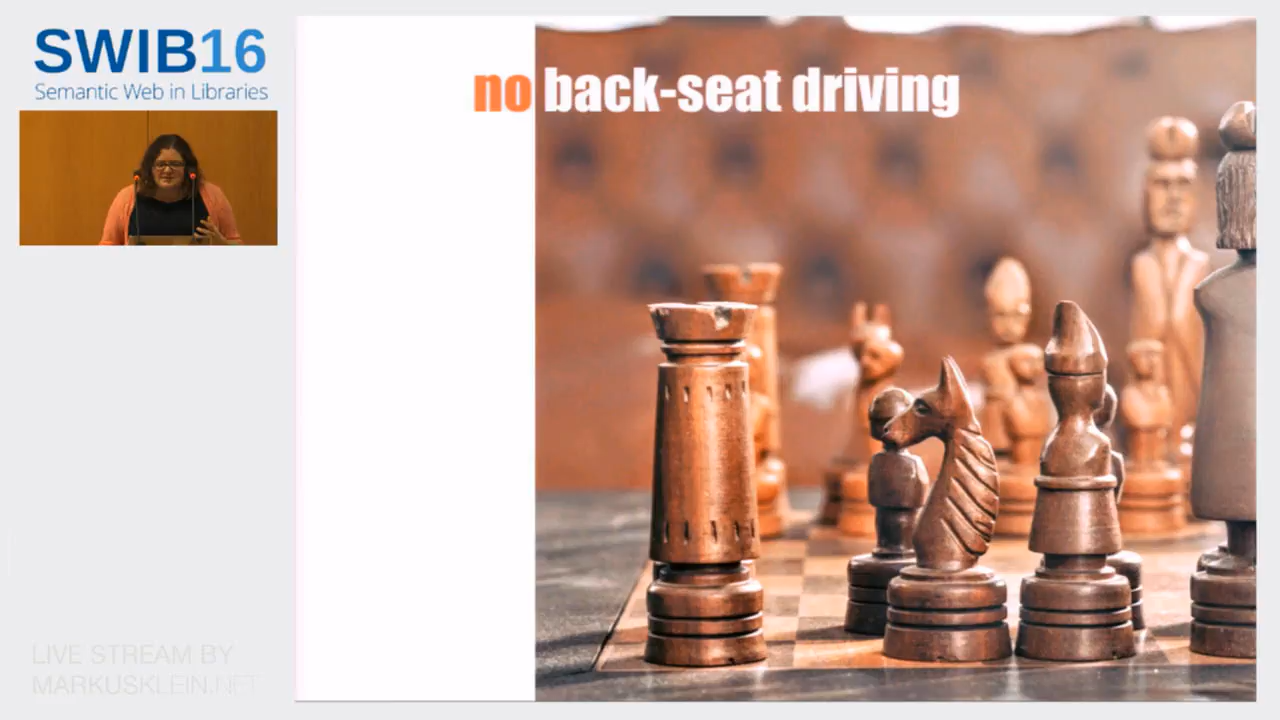 SWIB16
Semantic Web in Libraries
no back-seat driving
LIVE STREAM BY
MARKUSKLEIN.NET